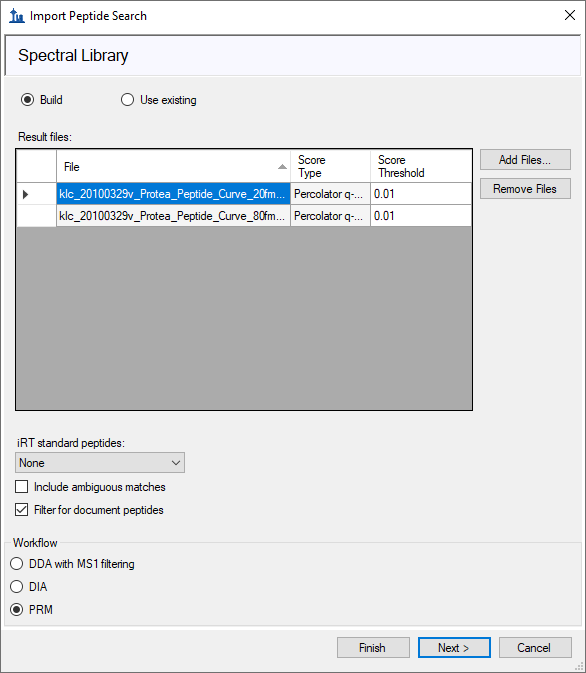 Import Peptide Search
Spectral Library
Build
Use existing
Result files:
File
Score Type
Score Threshold
klc_20100329v_Protea_Peptide_Curve_20fm...
Percolator q-...
0.01
klc_20100329v_Protea_Peptide_Curve_80fm...
Percolator q-...
0.01
Add Files...
Remove Files
iRT standard peptides:
None
Include ambiguous matches
Filter for document peptides
Workflow
DDA with MS1 filtering
DIA
PRM
Finish
Next >
Cancel